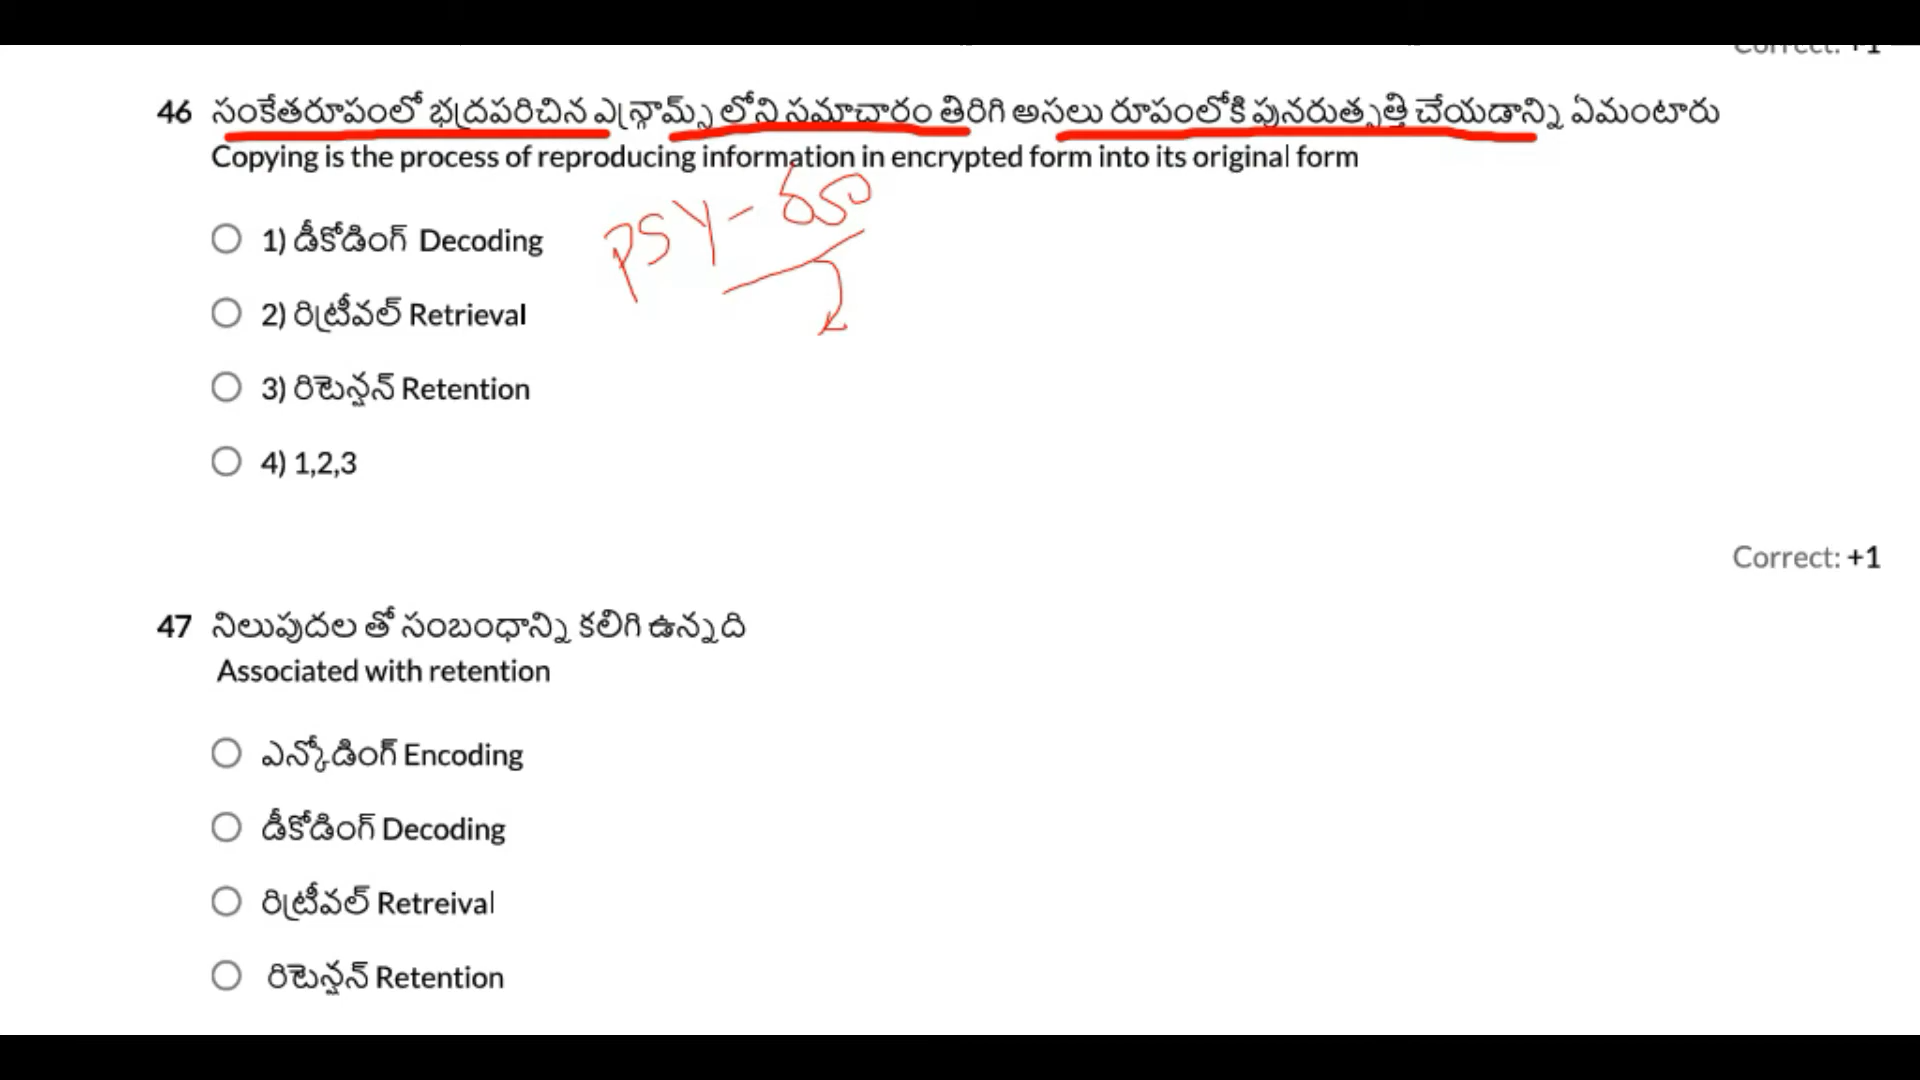 Correct: +1
46 సంకేతరూపంలో భద్రపరిచిన ఎన్గ్రామ్స్ లోని సమాచారం తిరిగి అసలు రూపంలోకి పునరుత్పత్తి చేయడాన్ని ఏమంటారు
Copying is the process of reproducing information in encrypted form into its original form
1) డీకోడింగ్ Decoding
PSY -
2) రిట్రీవల్ Retrieval
3) రిటెన్షన్ Retention
4) 1,2,3
Correct: +1
47 నిలుపుదల తో సంబంధాన్ని కలిగి ఉన్నది
Associated with retention
ఎన్కోడింగ్ Encoding
డీకోడింగ్ Decoding
రిట్రీవల్ Retreival
రిటెన్షన్ Retention